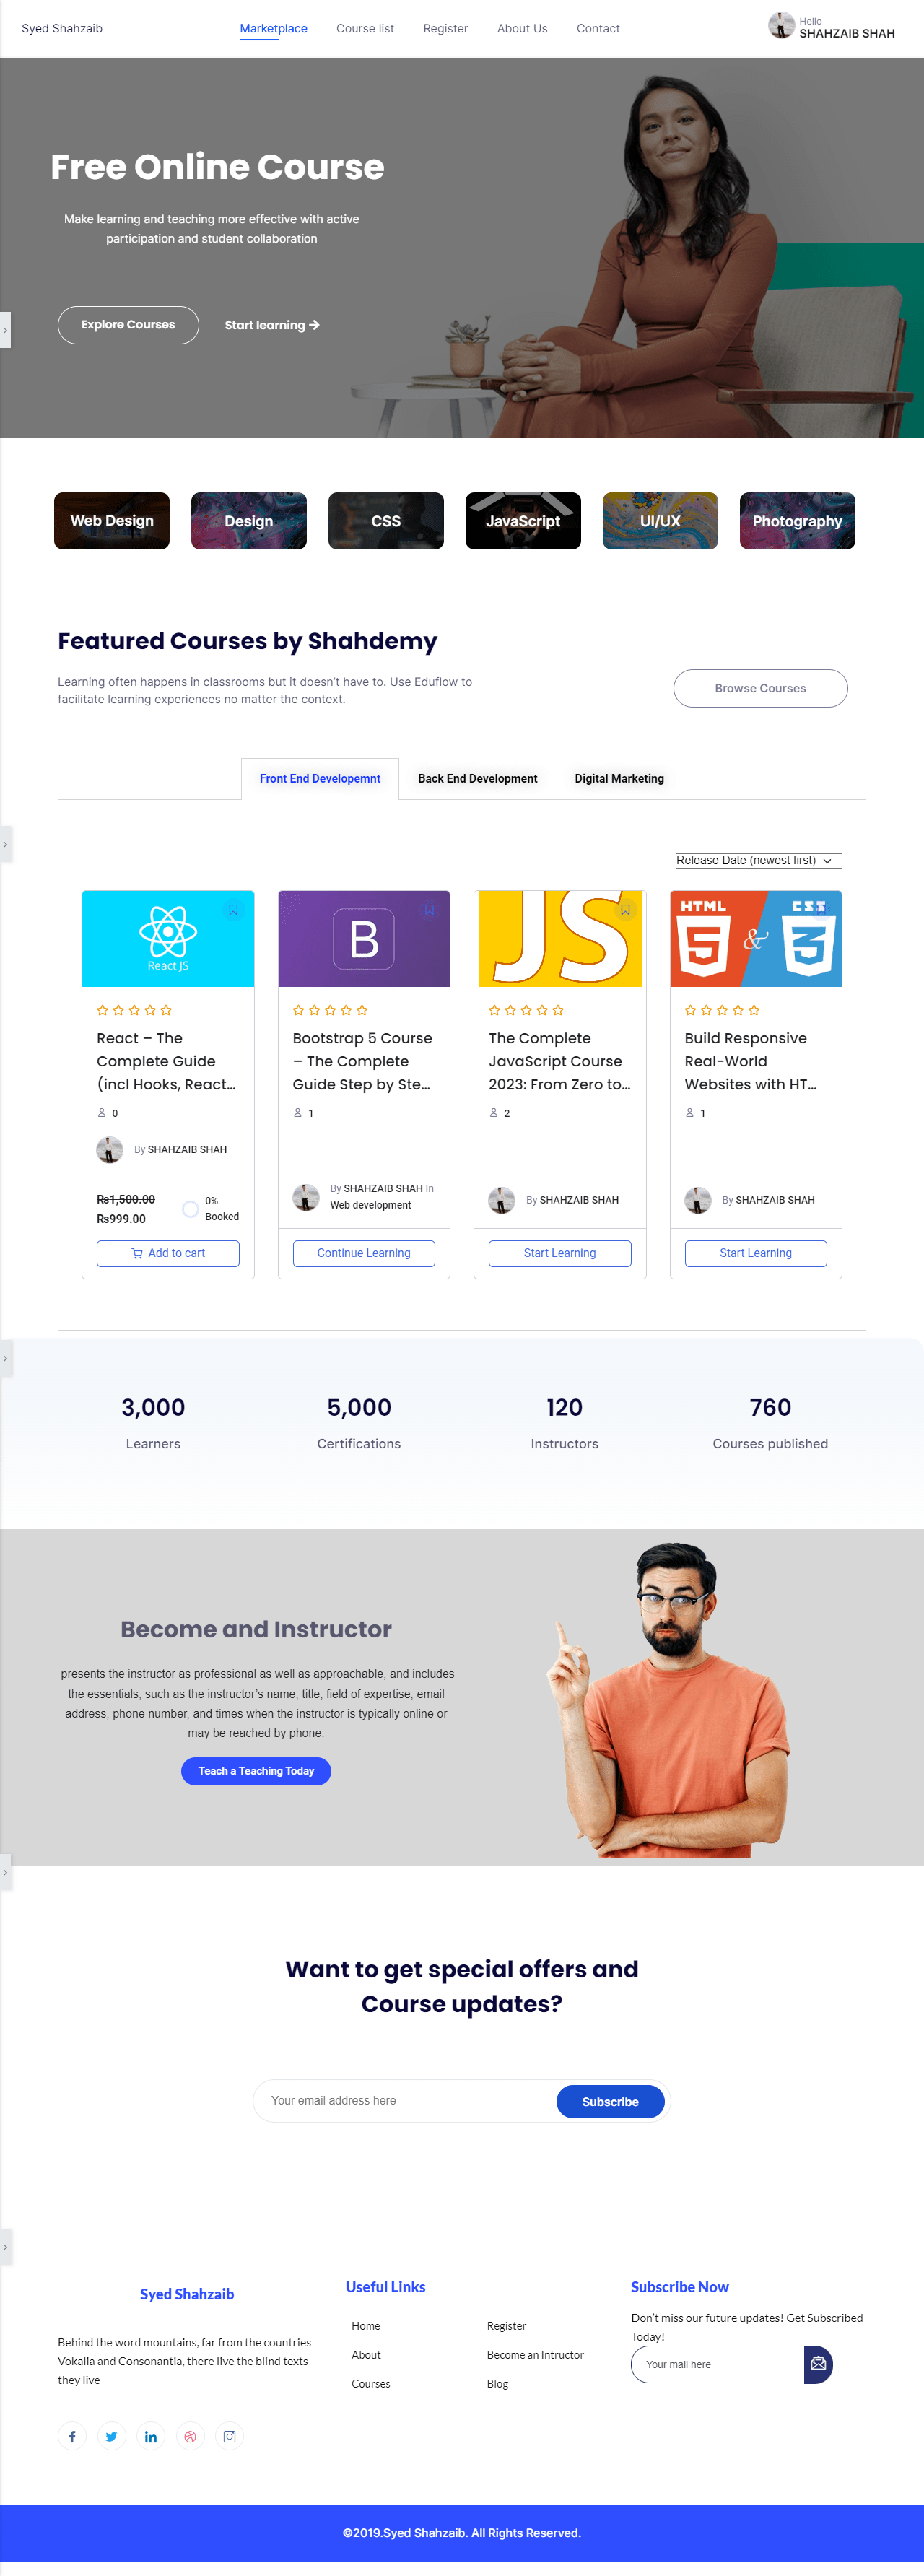 Syed Shahzaib
Marketplace
Course list
Register
About Us
Contact
Hello
SHAHZAIB SHAH
Free Online Course
Make learning and teaching more effective with active
participation and student collaboration
Explore Courses
Start learning
Web Design
Design
CSS
JavaScript
UI/UX
Photography
Featured Courses by Shahdemy
Learning often happens in classrooms but it doesn’t have to. Use Eduflow to
facilitate learning experiences no matter the context.
Browse Courses
Front End Developemnt
Back End Development
Digital Marketing
Release Date (newest first)
React JS
B
JS
HTML
CSS
5 & 3
React – The
Complete Guide
(incl Hooks, React...
0
By SHAHZAIB SHAH
₨1,500.00
₨999.00
0%
Booked
Add to cart
Bootstrap 5 Course
– The Complete
Guide Step by Ste...
1
By SHAHZAIB SHAH In
Web development
Continue Learning
The Complete
JavaScript Course
2023: From Zero to...
2
By SHAHZAIB SHAH
Start Learning
Build Responsive
Real-World
Websites with HT...
1
By SHAHZAIB SHAH
Start Learning
3,000
Learners
5,000
Certifications
120
Instructors
760
Courses published
Become and Instructor
presents the instructor as professional as well as approachable, and includes
the essentials, such as the instructor’s name, title, field of expertise, email
address, phone number, and times when the instructor is typically online or
may be reached by phone.
Teach a Teaching Today
Want to get special offers and
Course updates?
Your email address here
Subscribe
Syed Shahzaib
Behind the word mountains, far from the countries
Vokalia and Consonantia, there live the blind texts
they live
Useful Links
Home
About
Courses
Register
Become an Intructor
Blog
Subscribe Now
Don’t miss our future updates! Get Subscribed
Today!
Your mail here
©2019.Syed Shahzaib. All Rights Reserved.